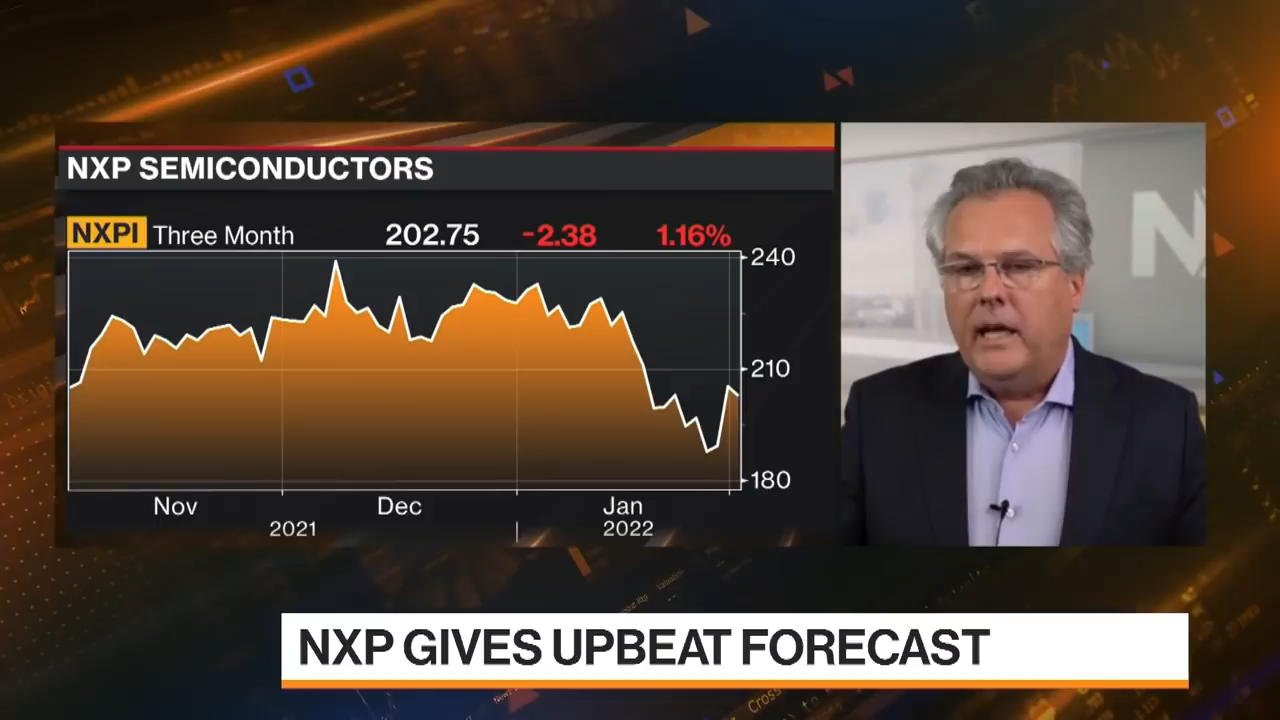 NXP SEMICONDUCTORS
NXPI Three Month 202.75 -2.38 1.16%
240
210
180
Nov Dec Jan
2021 2022
NXP GIVES UPBEAT FORECAST
Cross